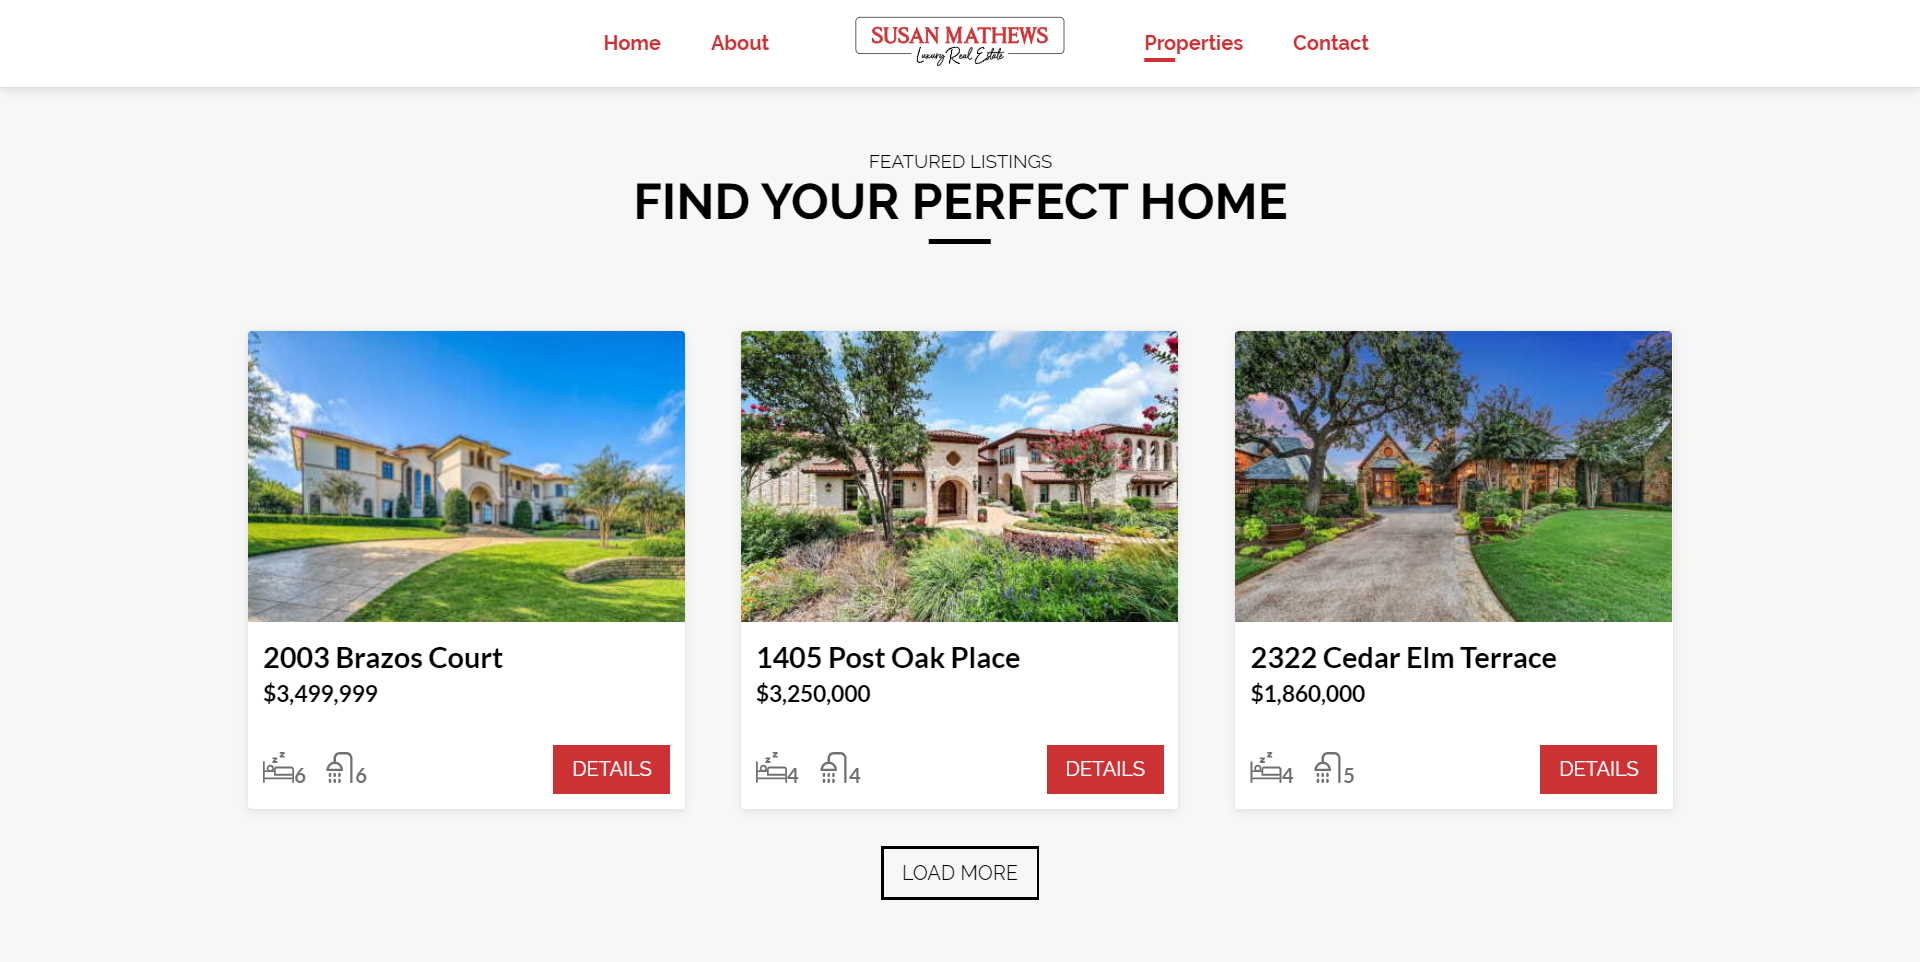 Home About SUSAN MATHEWS Properties Contact
Luxury Real Estate
FEATURED LISTINGS
FIND YOUR PERFECT HOME
2003 Brazos Court
$3,499,999
6 6 DETAILS
1405 Post Oak Place
$3,250,000
4 4 DETAILS
2322 Cedar Elm Terrace
$1,860,000
4 5 DETAILS
LOAD MORE